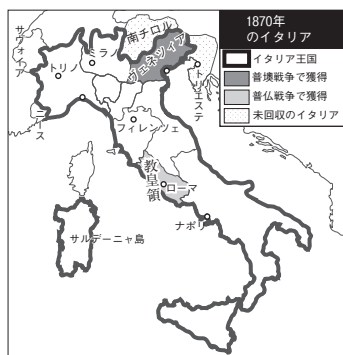 1870年
のイタリア
イタリア王国
普墺戦争で獲得
普仏戦争で獲得
未回収のイタリア
サヴォイア
南チロル
ミラノ
ヴェネツィア
トリノ
トリエステ
ニース
フィレンツェ
教皇領
ローマ
ナポリ
サルデーニャ島